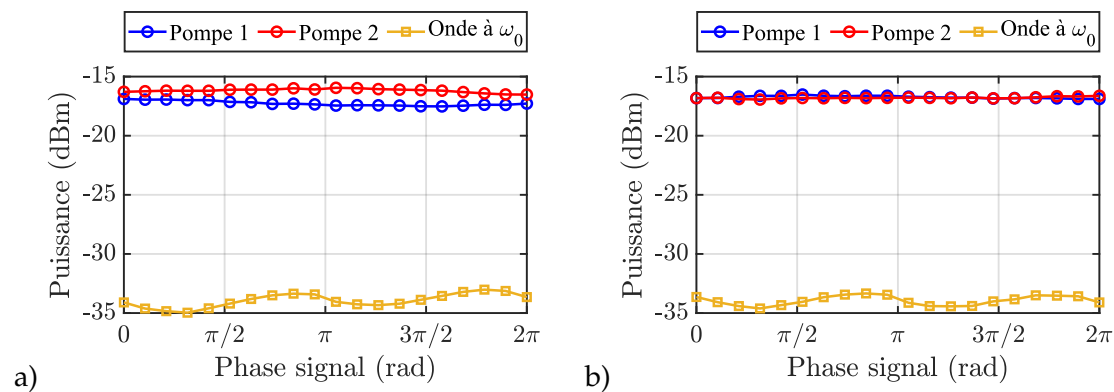 Pompe 1 Pompe 2 Onde à ω₀
Puissance (dBm)
-15
-20
-25
-30
-35
0 π/2 π 3π/2 2π
Phase signal (rad)
a)
Pompe 1 Pompe 2 Onde à ω₀
Puissance (dBm)
-15
-20
-25
-30
-35
0 π/2 π 3π/2 2π
Phase signal (rad)
b)